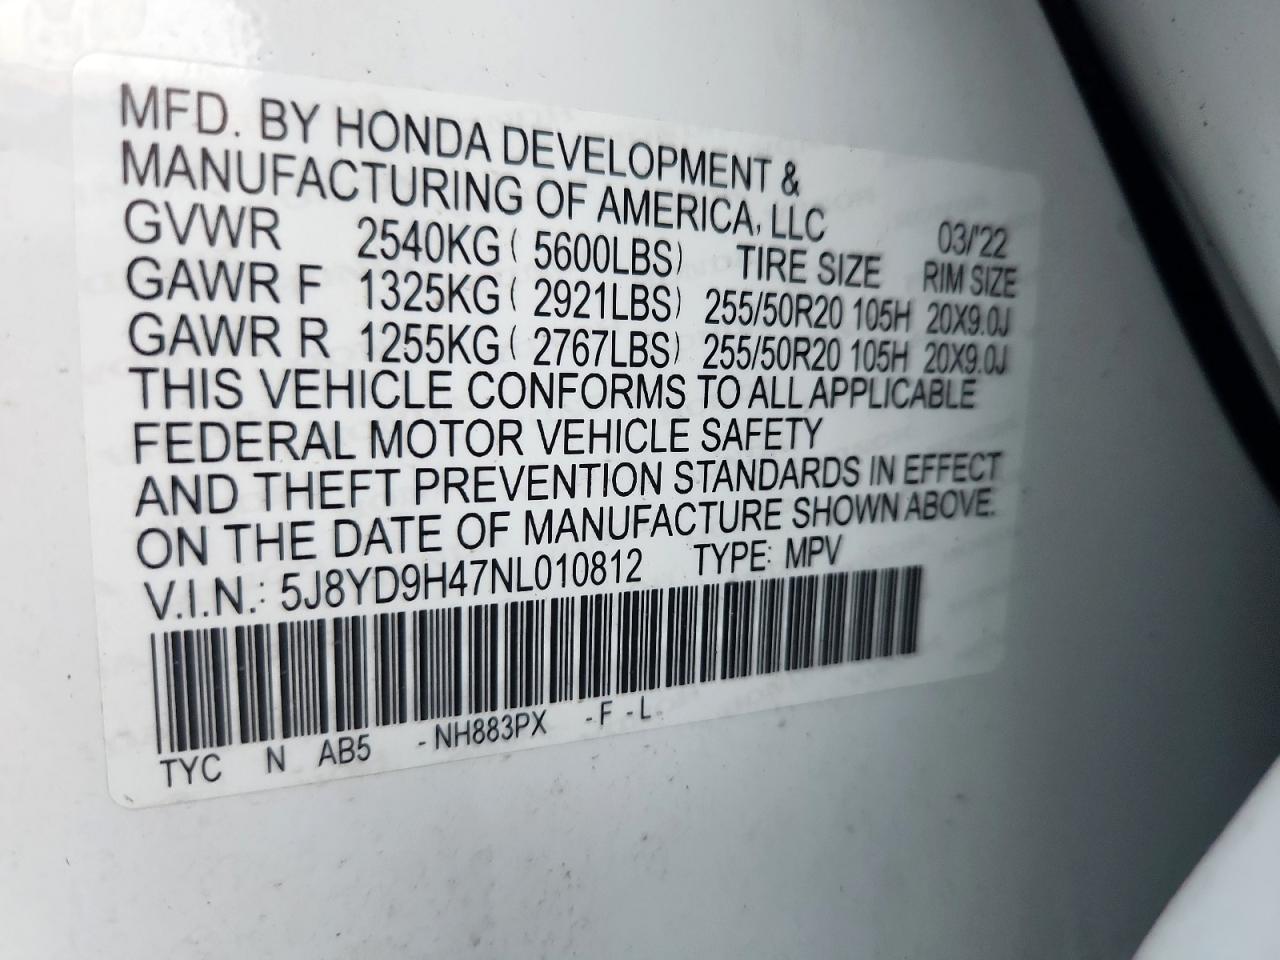 MFD. BY HONDA DEVELOPMENT &
MANUFACTURING OF AMERICA, LLC 03/'22
GVWR 2540KG ( 5600LBS) TIRE SIZE RIM SIZE
GAWR F 1325KG ( 2921LBS) 255/50R20 105H 20X9.0J
GAWR R 1255KG ( 2767LBS) 255/50R20 105H 20X9.0J
THIS VEHICLE CONFORMS TO ALL APPLICABLE
FEDERAL MOTOR VEHICLE SAFETY
AND THEFT PREVENTION STANDARDS IN EFFECT
ON THE DATE OF MANUFACTURE SHOWN ABOVE.
V.I.N.: 5J8YD9H47NL010812 TYPE: MPV
TYC N AB5 - NH883PX - F - L